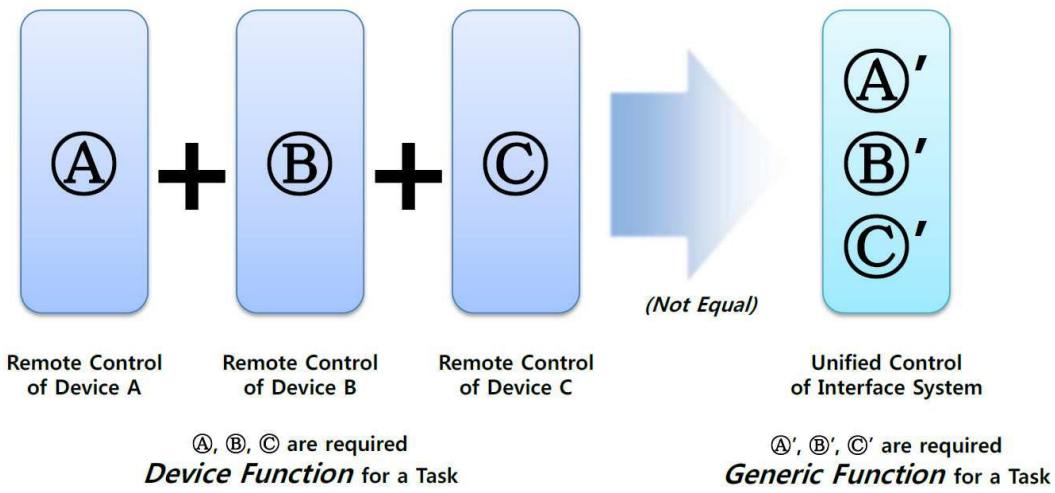 Ⓐ + Ⓑ + Ⓒ
Ⓐ′
Ⓑ′
Ⓒ′
(Not Equal)
Remote Control
of Device A
Remote Control
of Device B
Remote Control
of Device C
Unified Control
of Interface System
Ⓐ, Ⓑ, Ⓒ are required
Device Function for a Task
Ⓐ′, Ⓑ′, Ⓒ′ are required
Generic Function for a Task